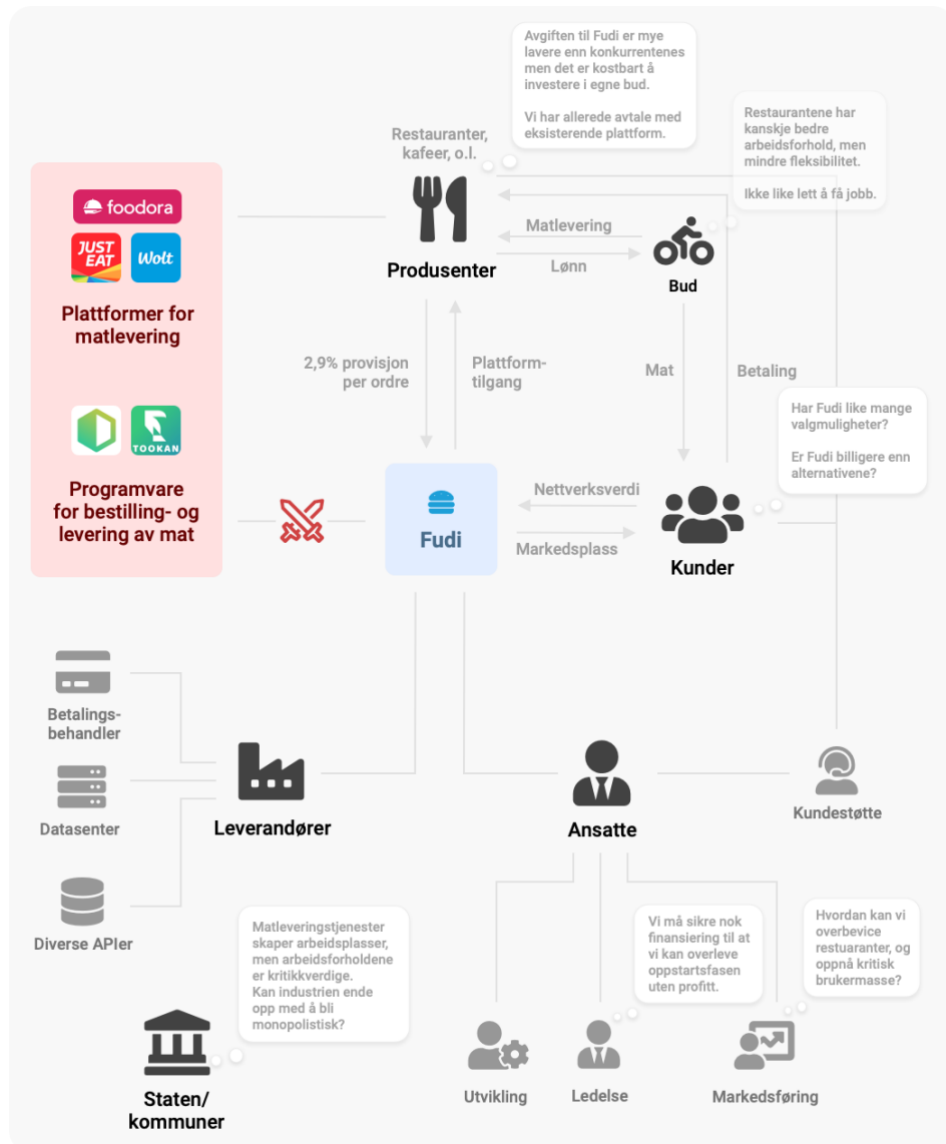 Avgiften til Fudi er mye
lavere enn konkurrentenes
men det er kostbart å
investere i egne bud.
Vi har allerede avtale med
eksisterende plattform.
Restaurantene har
kanskje bedre
arbeidsforhold, men
mindre fleksibilitet.
Ikke like lett å få jobb.
Restauranter,
kafeer, o.l.
foodora
JUST
EAT
Wolt
Plattformer for
matlevering
Produsenter
Matlevering
Lønn
Bud
2,9% provisjon
per ordre
Plattform-
tilgang
Mat
Betaling
Har Fudi like mange
valgmuligheter?
Er Fudi billigere enn
alternativene?
TOOKAN
Programvare
for bestilling- og
levering av mat
Fudi
Nettverksverdi
Markedsplass
Kunder
Betalings-
behandler
Datasenter
Diverse APIer
Leverandører
Ansatte
Kundestøtte
Matleveringstjenester
skaper arbeidsplasser,
men arbeidsforholdene
er kritikkverdige.
Kan industrien ende
opp med å bli
monopolistisk?
Vi må sikre nok
finansiering til at
vi kan overleve
oppstartsfasen
uten profitt.
Hvordan kan vi
overbevice
restuaranter, og
oppnå kritisk
brukermasse?
Staten/
kommuner
Utvikling
Ledelse
Markedsføring